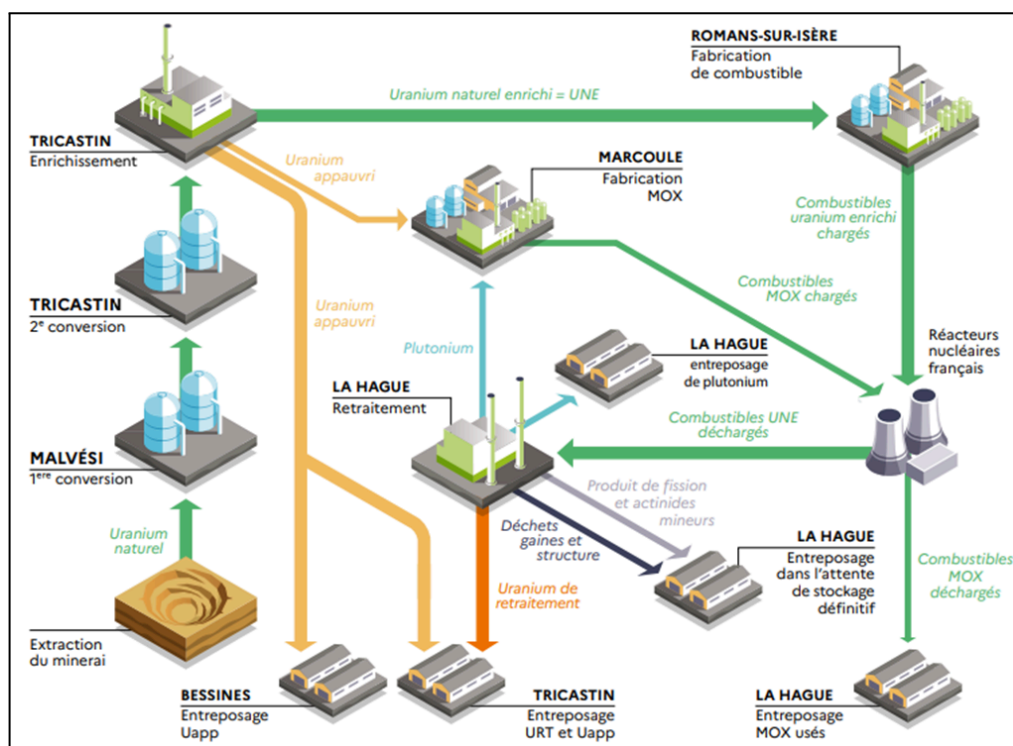 ROMANS-SUR-ISÈRE
Fabrication
de combustible
Uranium naturel enrichi = UNE
TRICASTIN
Enrichissement
Uranium
appauvri
MARCOULE
Fabrication
MOX
Combustibles
uranium enrichi
chargés
Combustibles
MOX chargés
TRICASTIN
2e conversion
Uranium
appauvri
Plutonium
LA HAGUE
entreposage
de plutonium
Réacteurs
nucléaires
français
LA HAGUE
Retraitement
Combustibles UNE
déchargés
MALVÉSI
1ere conversion
Produit de fission
et actinides
mineurs
Uranium
naturel
Déchets
gaines et
structure
LA HAGUE
Entreposage
dans l'attente
de stockage
définitif
Combustibles
MOX
déchargés
Uranium de
retraitement
Extraction
du minerai
BESSINES
Entreposage
Uapp
TRICASTIN
Entreposage
URT et Uapp
LA HAGUE
Entreposage
MOX usés